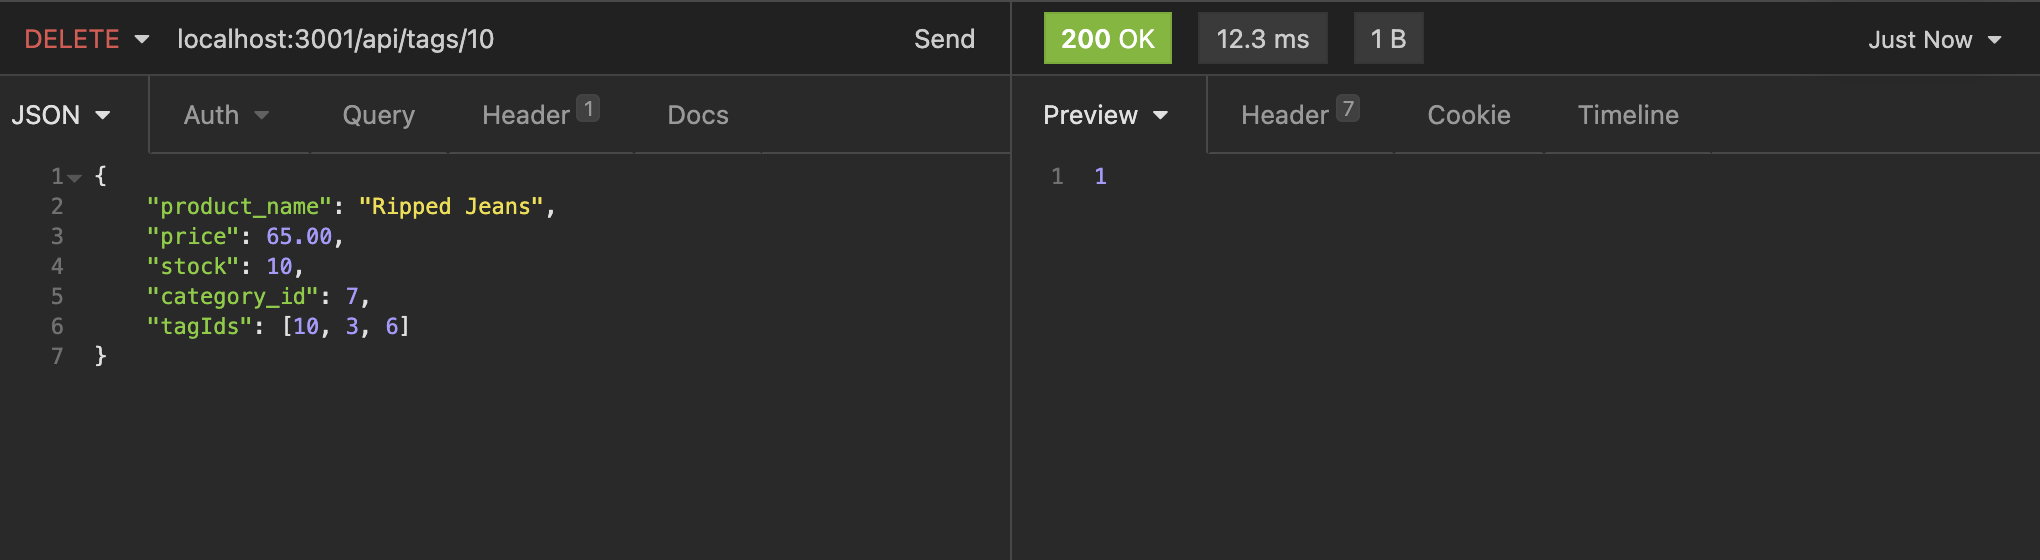 DELETE localhost:3001/api/tags/10 Send 200 OK 12.3 ms 1 B Just Now
JSON Auth Query Header 1 Docs Preview Header 7 Cookie Timeline
1 { 1 1
2 "product_name": "Ripped Jeans",
3 "price": 65.00,
4 "stock": 10,
5 "category_id": 7,
6 "tagIds": [10, 3, 6]
7 }